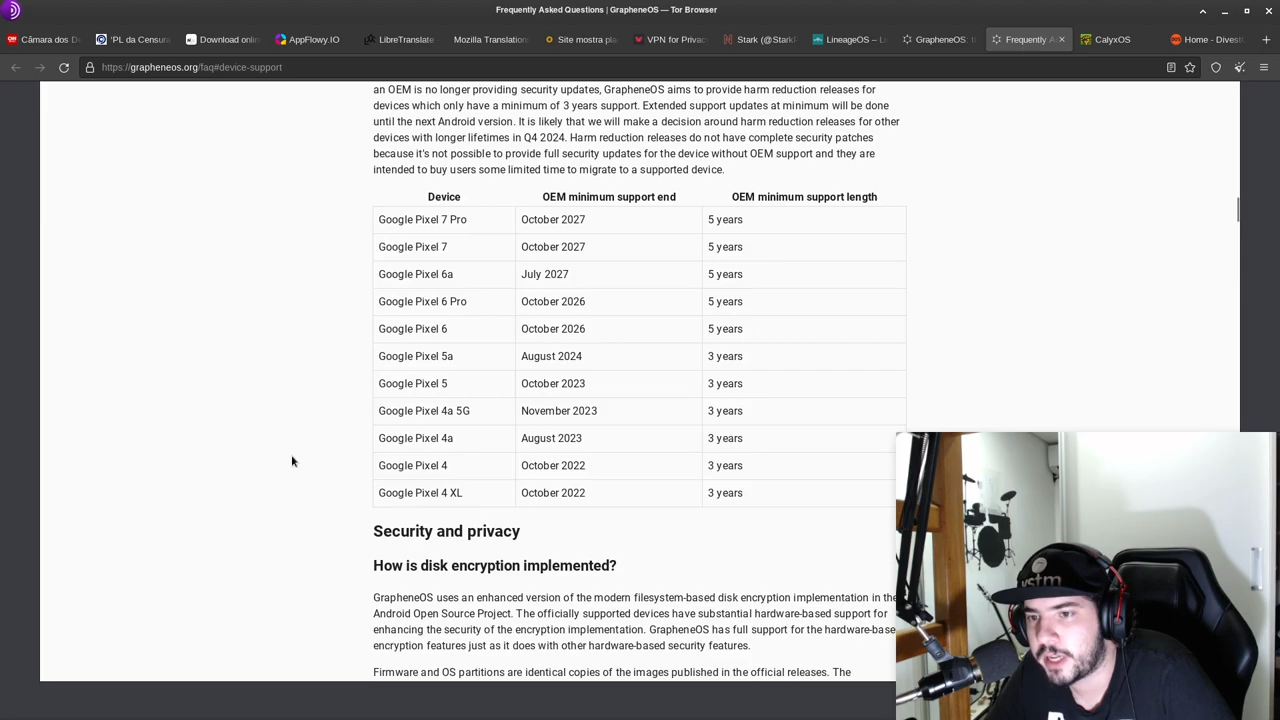 Frequently Asked Questions | GrapheneOS — Tor Browser
Câmara dos De
'PL da Censura
Download onlin
AppFlowy.IO
LibreTranslate
Mozilla Translation
Site mostra pla
VPN for Privac
Stark (@StarkP
LineageOS – Li
GrapheneOS: t
Frequently A
CalyxOS
Home - Divest
https://grapheneos.org/faq#device-support
an OEM is no longer providing security updates, GrapheneOS aims to provide harm reduction releases for
devices which only have a minimum of 3 years support. Extended support updates at minimum will be done
until the next Android version. It is likely that we will make a decision around harm reduction releases for other
devices with longer lifetimes in Q4 2024. Harm reduction releases do not have complete security patches
because it's not possible to provide full security updates for the device without OEM support and they are
intended to buy users some limited time to migrate to a supported device.
Device OEM minimum support end OEM minimum support length
Google Pixel 7 Pro October 2027 5 years
Google Pixel 7 October 2027 5 years
Google Pixel 6a July 2027 5 years
Google Pixel 6 Pro October 2026 5 years
Google Pixel 6 October 2026 5 years
Google Pixel 5a August 2024 3 years
Google Pixel 5 October 2023 3 years
Google Pixel 4a 5G November 2023 3 years
Google Pixel 4a August 2023 3 years
Google Pixel 4 October 2022 3 years
Google Pixel 4 XL October 2022 3 years
Security and privacy
How is disk encryption implemented?
GrapheneOS uses an enhanced version of the modern filesystem-based disk encryption implementation in the
Android Open Source Project. The officially supported devices have substantial hardware-based support for
enhancing the security of the encryption implementation. GrapheneOS has full support for the hardware-base
encryption features just as it does with other hardware-based security features.
Firmware and OS partitions are identical copies of the images published in the official releases. The
vstm